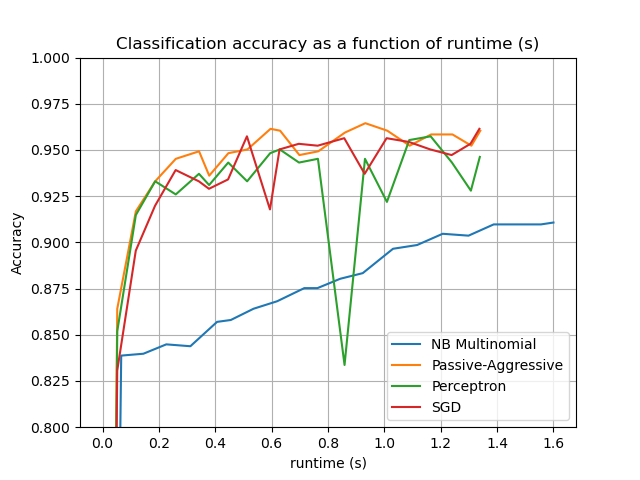 Classification accuracy as a function of runtime (s)
1.000
0.975
0.950
0.925
0.900
0.875
0.850
0.825
0.800
Accuracy
NB Multinomial
Passive-Aggressive
Perceptron
SGD
0.0 0.2 0.4 0.6 0.8 1.0 1.2 1.4 1.6
runtime (s)